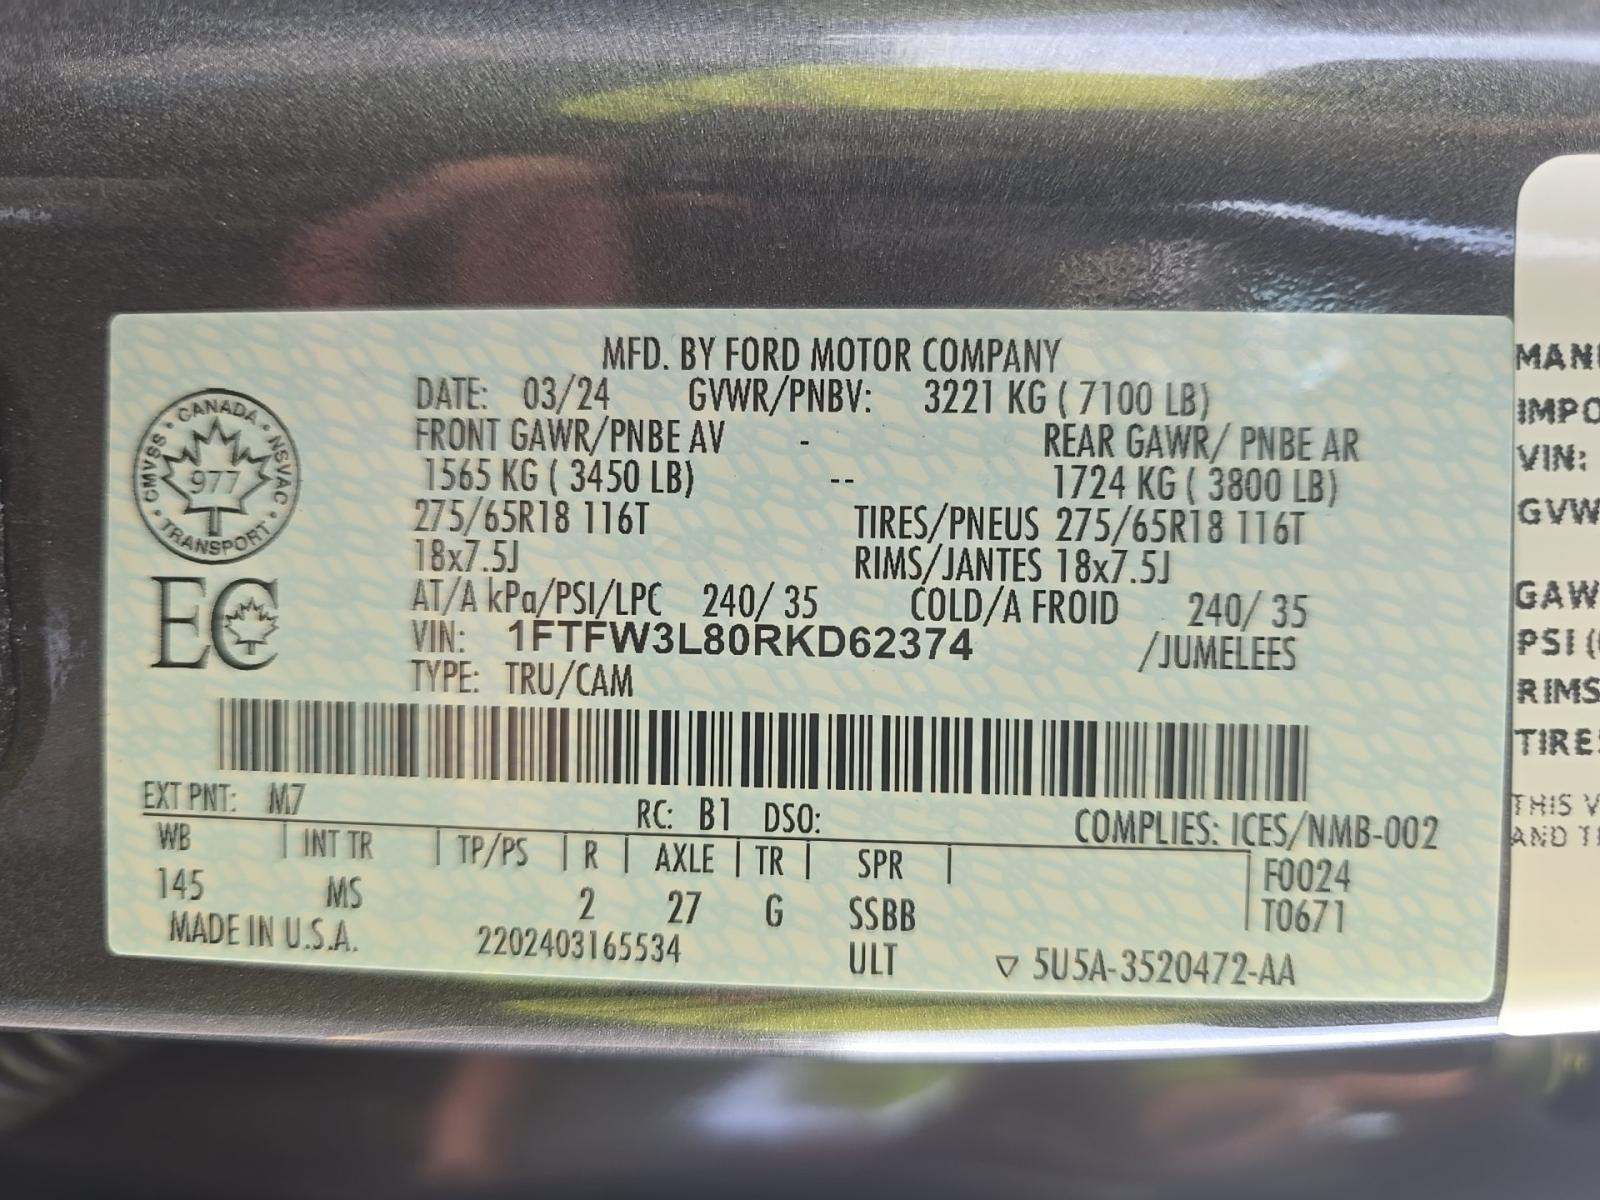 MFD. BY FORD MOTOR COMPANY
DATE: 03/24 GVWR/PNBV: 3221 KG ( 7100 LB)
FRONT GAWR/PNBE AV - REAR GAWR/ PNBE AR
1565 KG ( 3450 LB) -- 1724 KG ( 3800 LB)
275/65R18 116T TIRES/PNEUS 275/65R18 116T
18x7.5J RIMS/JANTES 18x7.5J
AT/A kPa/PSI/LPC 240/ 35 COLD/A FROID 240/ 35
VIN: 1FTFW3L80RKD62374 /JUMELEES
TYPE: TRU/CAM
CANADA • NSVAC • TRANSPORT • CMVSS •
977
EC
EXT PNT: M7 RC: B1 DSO: COMPLIES: ICES/NMB-002
WB | INT TR | TP/PS | R | AXLE | TR | SPR | F0024
145 MS 2 27 G SSBB T0671
MADE IN U.S.A. 2202403165534 ULT ▽ 5U5A-3520472-AA
MAN
IMPO
VIN:
GVW
GAW
PSI (
RIMS
TIRE
THIS V
AND T